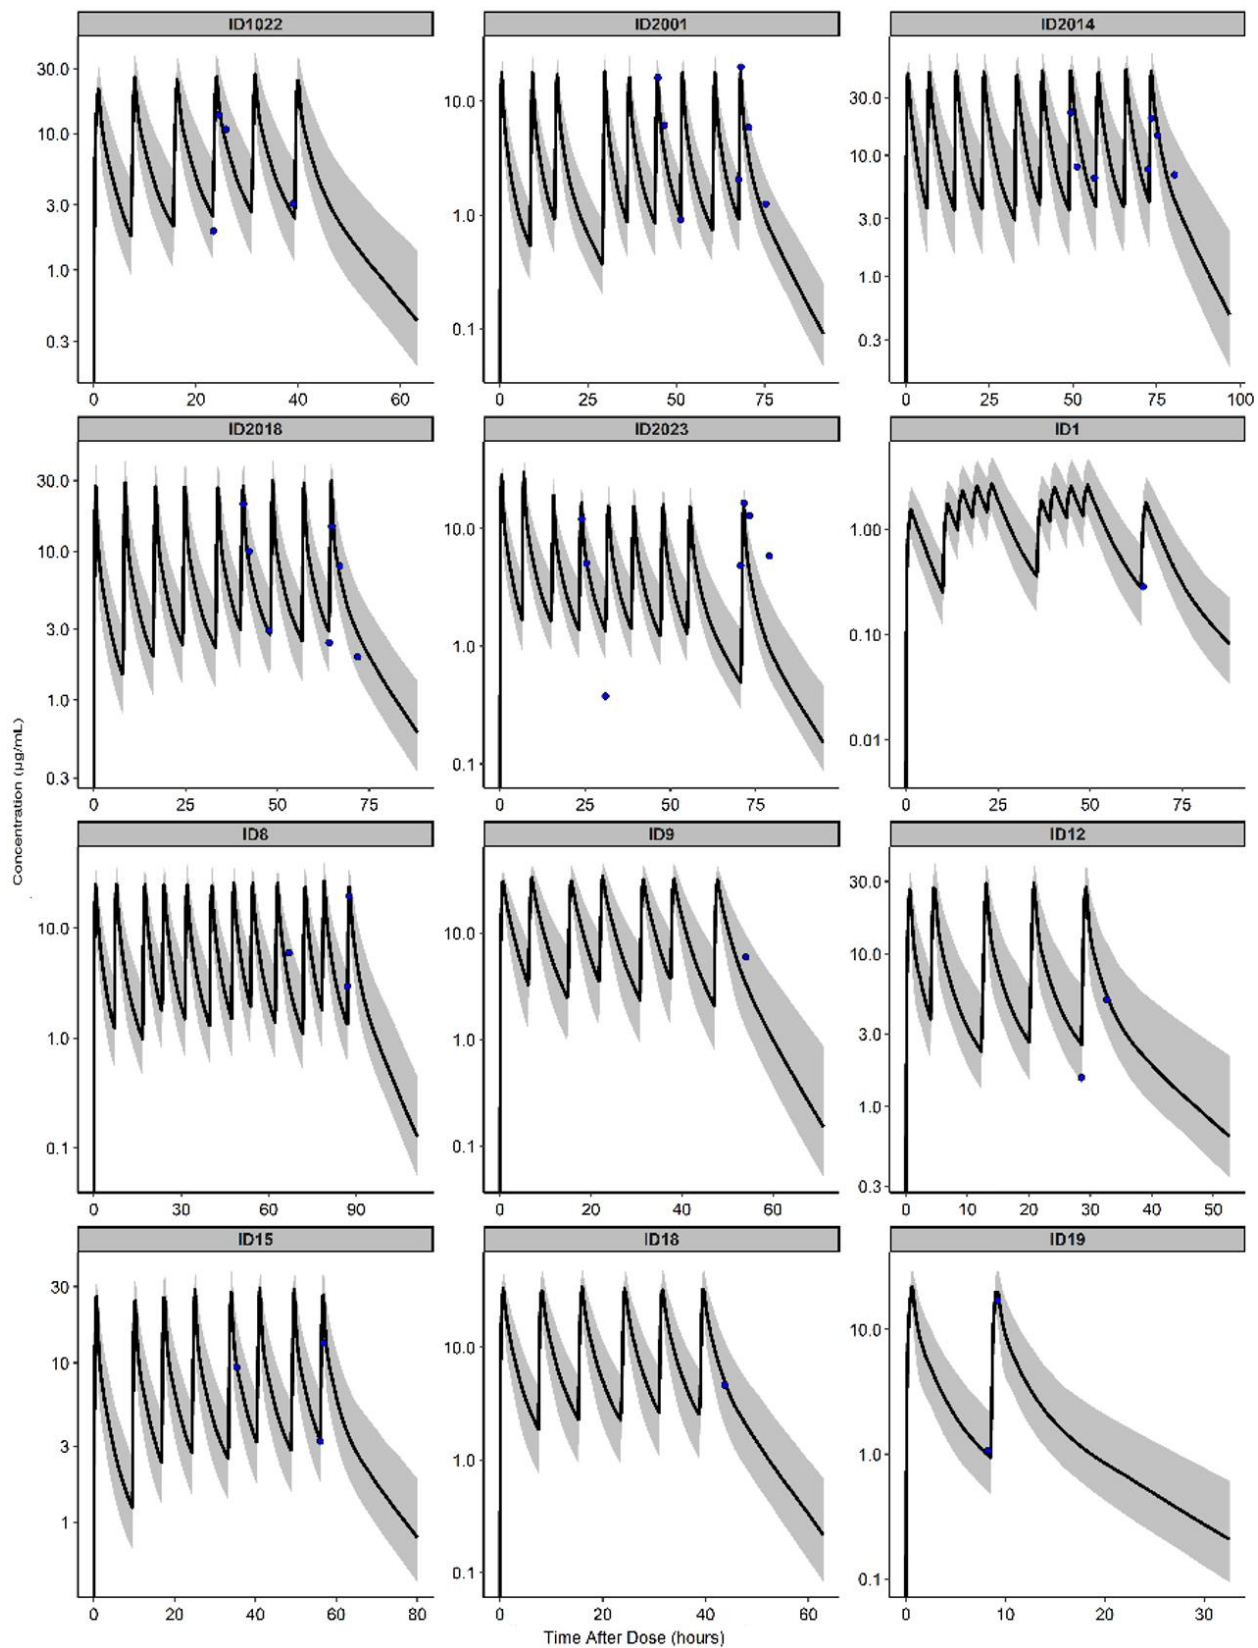 ID1022 ID2001 ID2014
30.0
10.0
3.0
1.0
0.3
0 20 40 60
10.0
1.0
0.1
0 25 50 75
30.0
10.0
3.0
1.0
0.3
0 25 50 75 100
ID2018 ID2023 ID1
30.0
10.0
3.0
1.0
0.3
0 25 50 75
10.0
1.0
0.1
0 25 50 75
1.00
0.10
0.01
0 25 50 75
Concentration (µg/mL)
ID8 ID9 ID12
10.0
1.0
0.1
0 30 60 90
10.0
1.0
0.1
0 20 40 60
30.0
10.0
3.0
1.0
0.3
0 10 20 30 40 50
ID15 ID18 ID19
30
10
3
1
0 20 40 60 80
10.0
1.0
0.1
0 20 40 60
10.0
1.0
0.1
0 10 20 30
Time After Dose (hours)